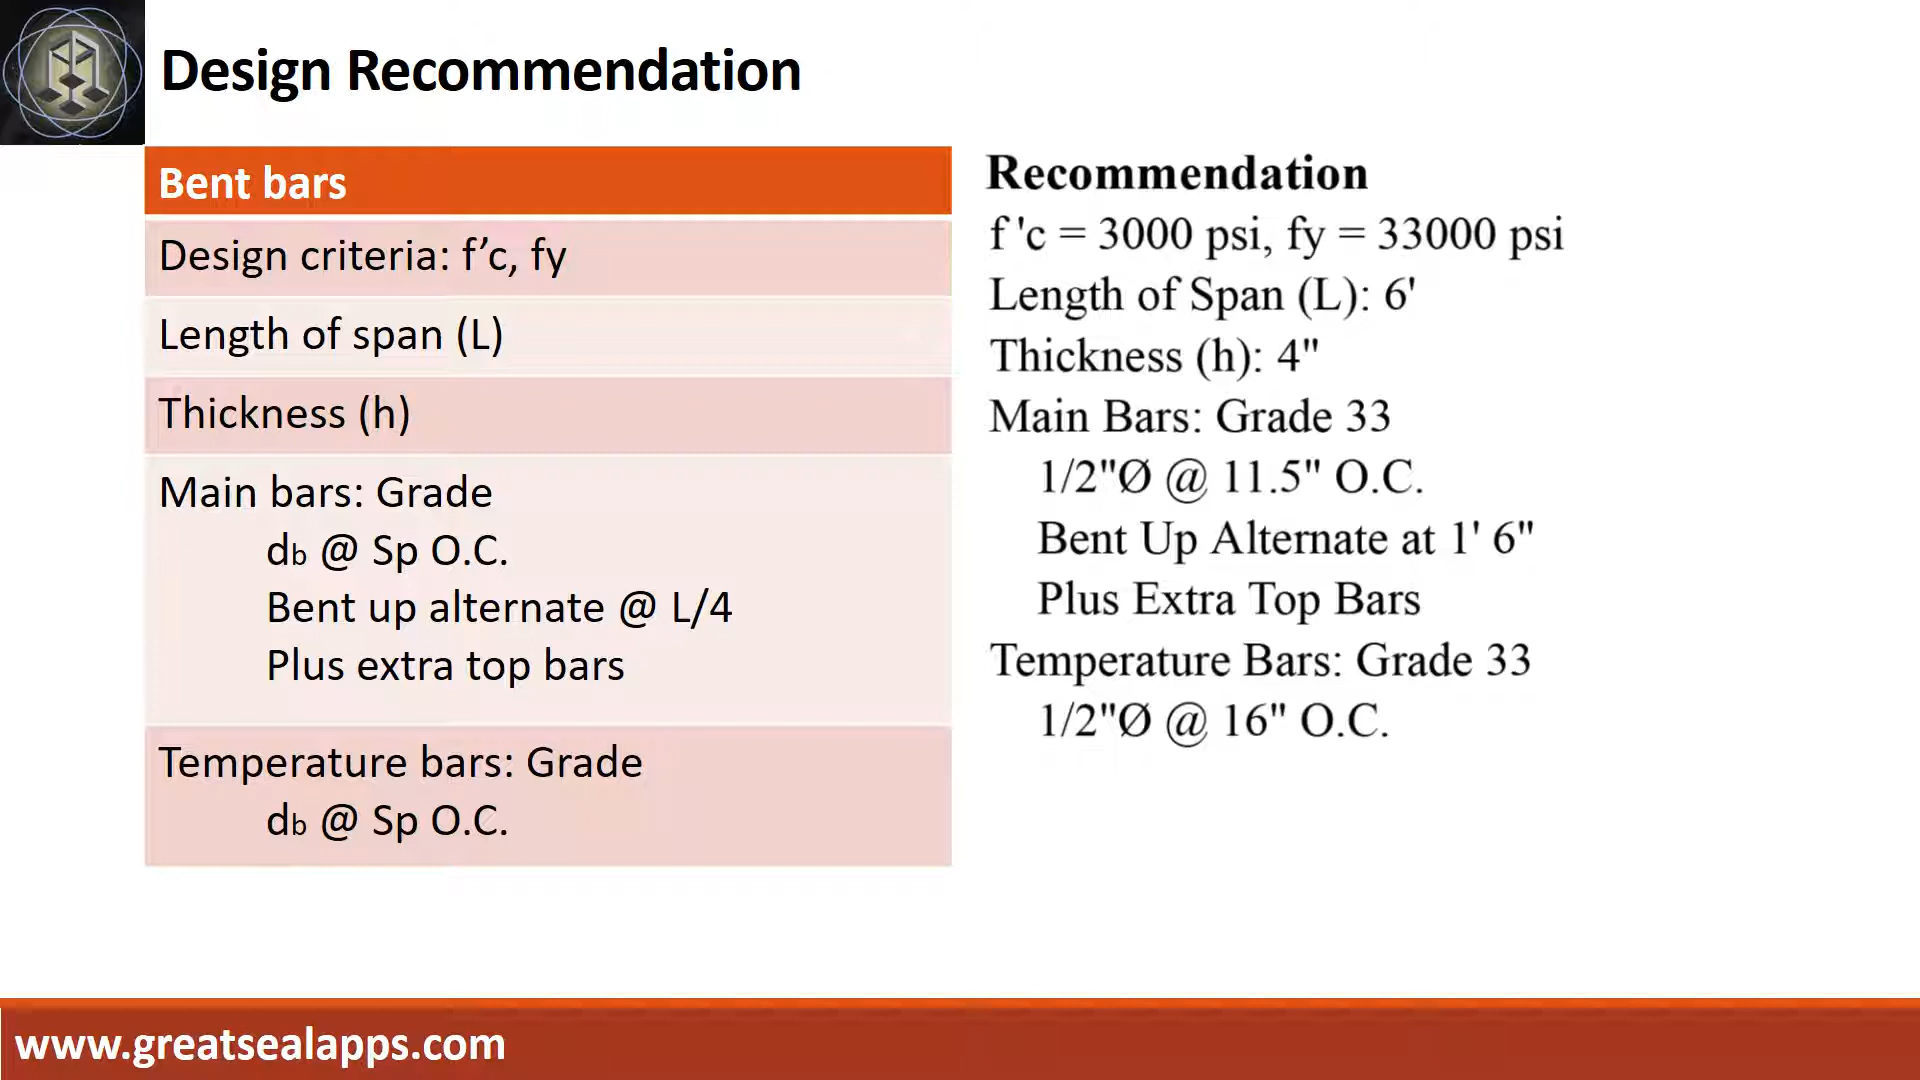 Design Recommendation
Bent bars
Design criteria: f’c, fy
Length of span (L)
Thickness (h)
Main bars: Grade
db @ Sp O.C.
Bent up alternate @ L/4
Plus extra top bars
Temperature bars: Grade
db @ Sp O.C.
Recommendation
f 'c = 3000 psi, fy = 33000 psi
Length of Span (L): 6'
Thickness (h): 4"
Main Bars: Grade 33
1/2"Ø @ 11.5" O.C.
Bent Up Alternate at 1' 6"
Plus Extra Top Bars
Temperature Bars: Grade 33
1/2"Ø @ 16" O.C.
www.greatsealapps.com